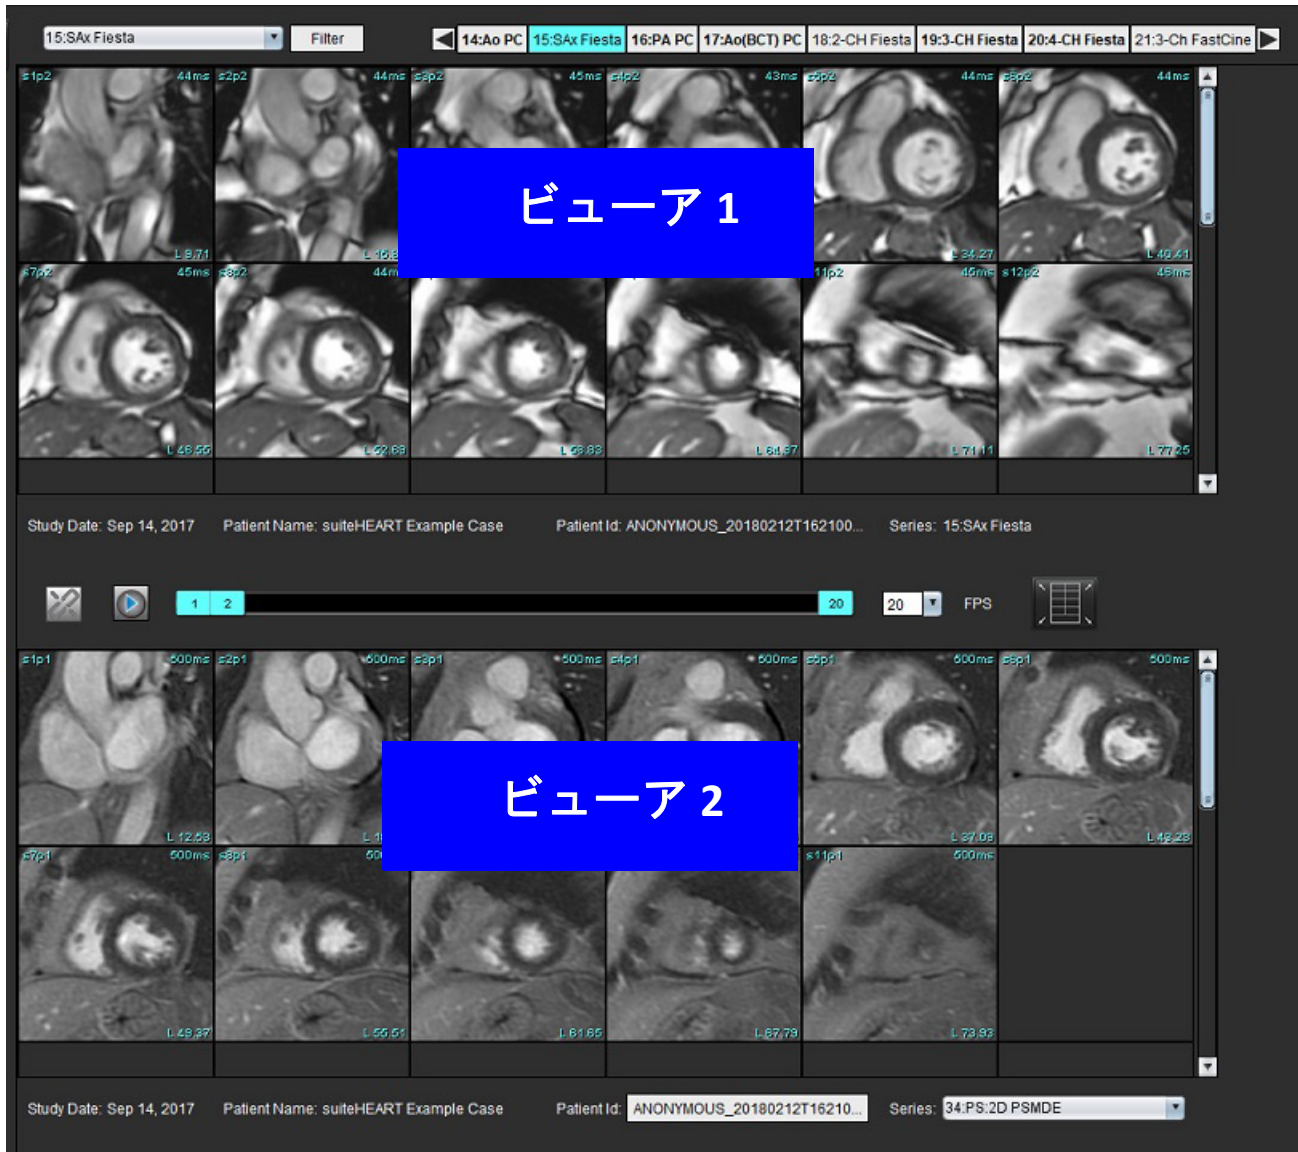 15:SAx Fiesta Filter 14:Ao PC 15:SAx Fiesta 16:PA PC 17:Ao(BCT) PC 18:2-CH Fiesta 19:3-CH Fiesta 20:4-CH Fiesta 21:3-Ch FastCine
s1p2 44ms s2p2 44ms s3p2 45ms s4p2 43ms s5p2 44ms s6p2 44ms
ビューア 1
L 9.71 L 34.27 L 40.41
s7p2 45ms s8p2 44m 11p2 45ms s12p2 45ms
L 46.55 L 52.69 L 58.83 L 64.97 L 71.11 L 77.25
Study Date: Sep 14, 2017 Patient Name: suiteHEART Example Case Patient Id: ANONYMOUS_20180212T162100... Series: 15:SAx Fiesta
1 2 20 20 FPS
s1p1 500ms s2p1 500ms s3p1 500ms s4p1 500ms s5p1 500ms s6p1 500ms
ビューア 2
L 12.53 L 37.09 L 43.23
s7p1 500ms s8p1 50 s11p1 500ms
L 49.37 L 55.51 L 61.65 L 67.79 L 73.93
Study Date: Sep 14, 2017 Patient Name: suiteHEART Example Case Patient Id: ANONYMOUS_20180212T16210... Series: 34:PS:2D PSMDE